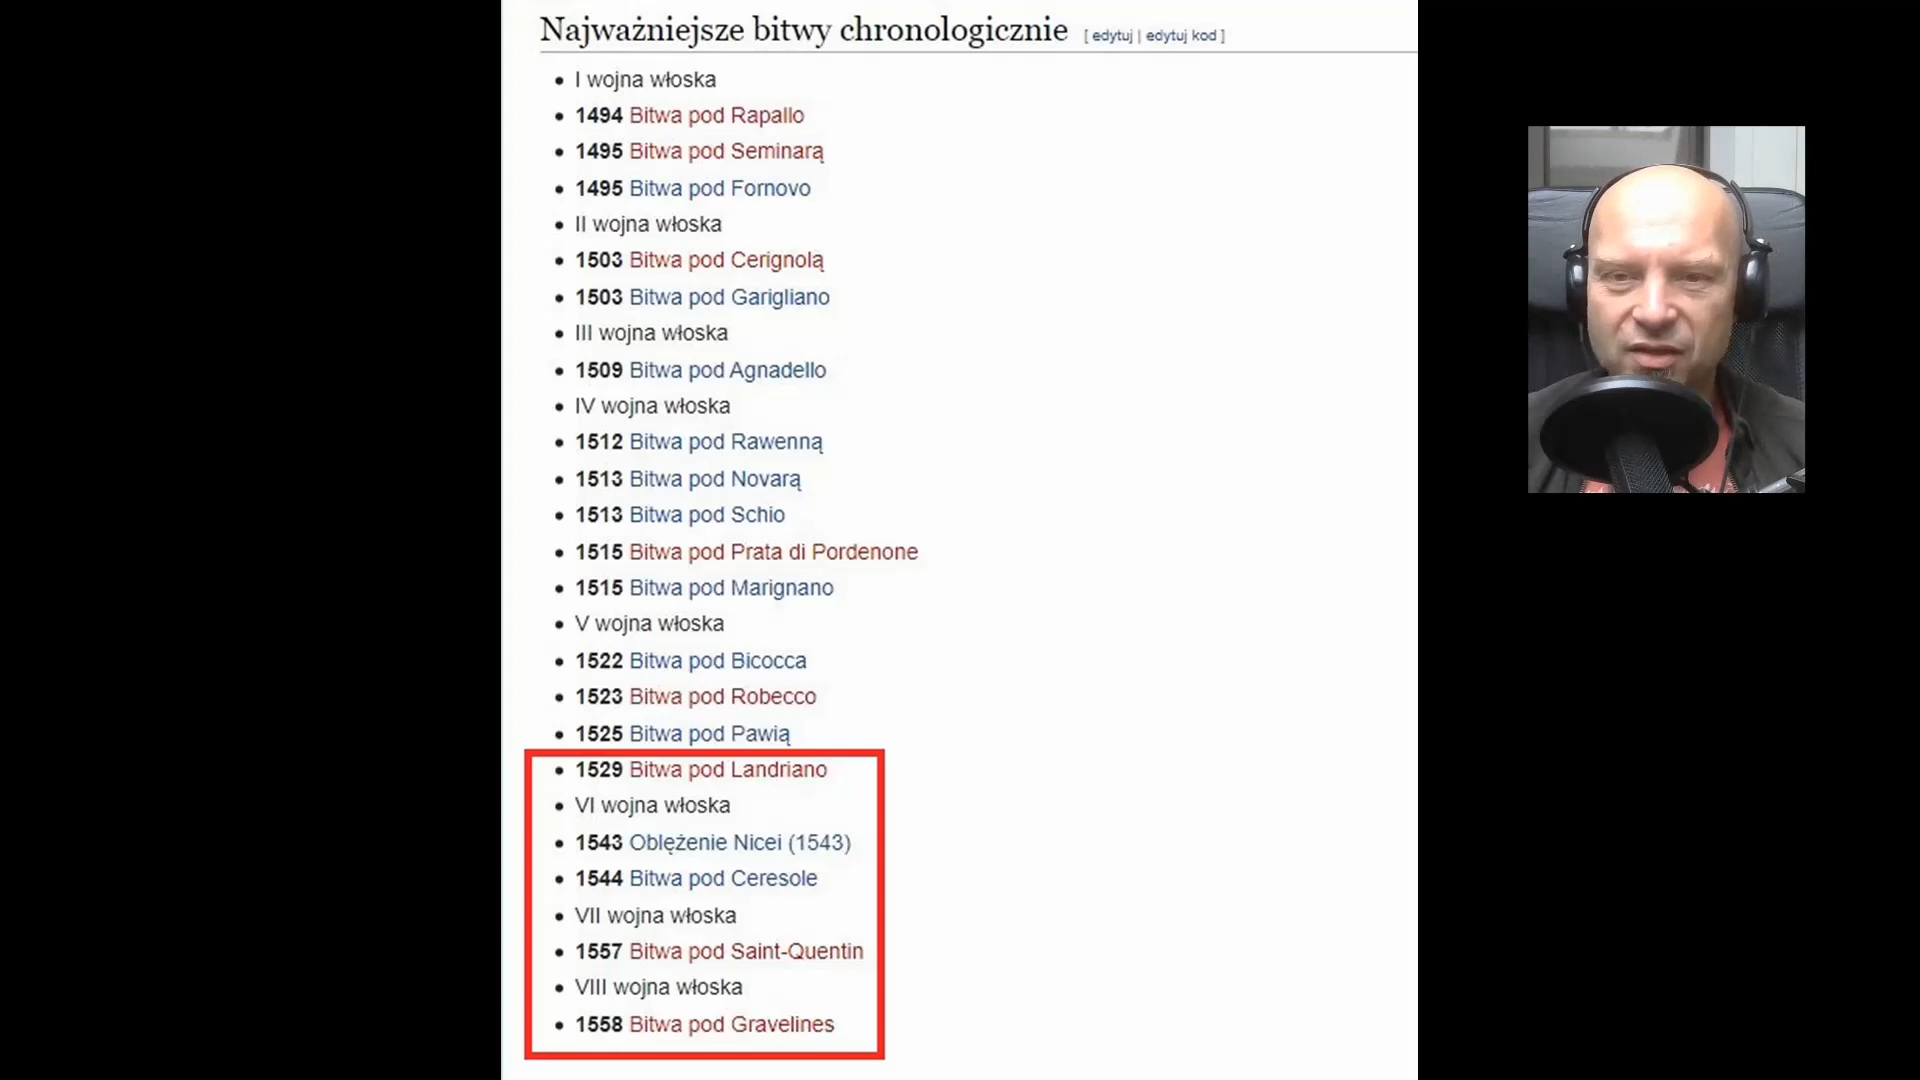 Najważniejsze bitwy chronologicznie [ edytuj | edytuj kod ]
• I wojna włoska
• 1494 Bitwa pod Rapallo
• 1495 Bitwa pod Seminarą
• 1495 Bitwa pod Fornovo
• II wojna włoska
• 1503 Bitwa pod Cerignolą
• 1503 Bitwa pod Garigliano
• III wojna włoska
• 1509 Bitwa pod Agnadello
• IV wojna włoska
• 1512 Bitwa pod Rawenną
• 1513 Bitwa pod Novarą
• 1513 Bitwa pod Schio
• 1515 Bitwa pod Prata di Pordenone
• 1515 Bitwa pod Marignano
• V wojna włoska
• 1522 Bitwa pod Bicocca
• 1523 Bitwa pod Robecco
• 1525 Bitwa pod Pawią
• 1529 Bitwa pod Landriano
• VI wojna włoska
• 1543 Oblężenie Nicei (1543)
• 1544 Bitwa pod Ceresole
• VII wojna włoska
• 1557 Bitwa pod Saint-Quentin
• VIII wojna włoska
• 1558 Bitwa pod Gravelines